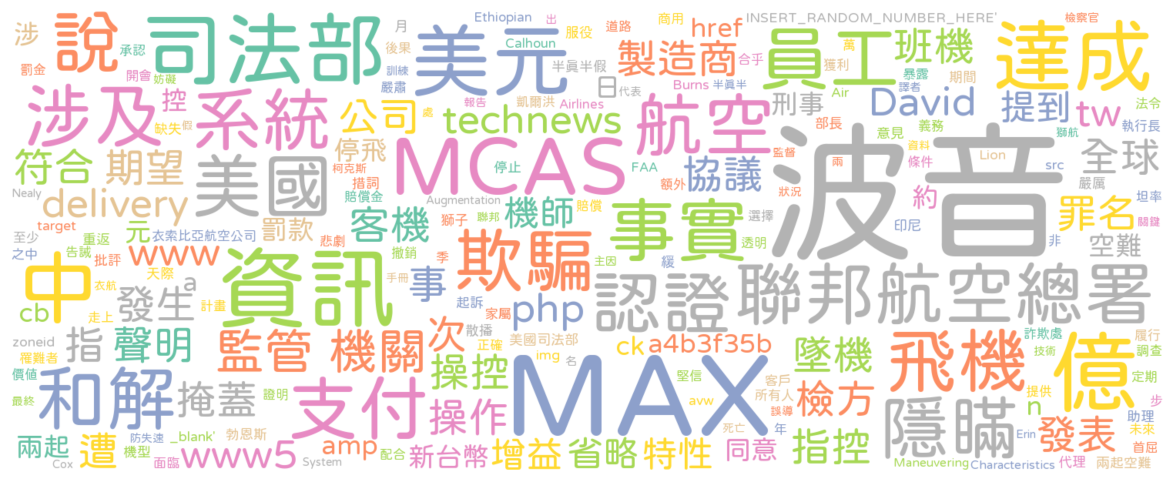 涉 承認 月 Ethiopian 服役 出 道路 商用 INSERT_RANDOM_NUMBER_HERE' 檢察官
說 司法部 美元 後果 Calhoun 製造商 href 員工 班機 達成
罰金 開會 妨礙 訓練 嚴肅 半真半假 合乎 萬 獲利 暴露 期間 譯者
涉及 系統 控 公司 technews 報告 凱爾洪 Airlines 日 代表 Burns 半真半 Air 刑事 David 提到 tw 法令
缺失 假 處 航空 部長 意見 義務 獅航 執行長
符合 期望 美國 停飛 柯克斯 MCAS 停止 FAA 協議 監督 兩 資料 條件 Lion 約 src 全球
Nealy delivery 措詞 賠償金 Augmentation 額外 狀況 波音 嚴厲 坦率
target 至少 元 衣索比亞航空公司 罰款 客機 獅子 聯邦 機師 賠償 事實 選擇 印尼 非 罪名 關鍵
之中 告誡 重返 批評 www 悲劇 撤銷 欺騙 透明 空難
中 天際 衣航 a 李 資訊 手冊 事 主因 緩 認證 聯邦航空總署
cb 走上 發生 計畫 起訴 家屬 php
zoneid 指 聲明 監管 機關 次 散播 美國司法部 ck a4b3f35b 墜機 飛機 億 詐欺處 履行
罹難者 正確 img 名 技術 調查
價值 和解 掩蓋 證明 支付 操控 MAX 堅信 客戶 所有人 檢方 隱瞞 n 提供 定期
最終 操作 avw 誤導 步
兩起 遭 防失速 _blank' 勃恩斯 amp 死亡 年 指控 Erin 發表 助理 未來
Cox 機型 面臨 www5 System 配合 新台幣 增益 省略 特性 同意 Maneuvering Characteristics 代理 兩起空難 首屈